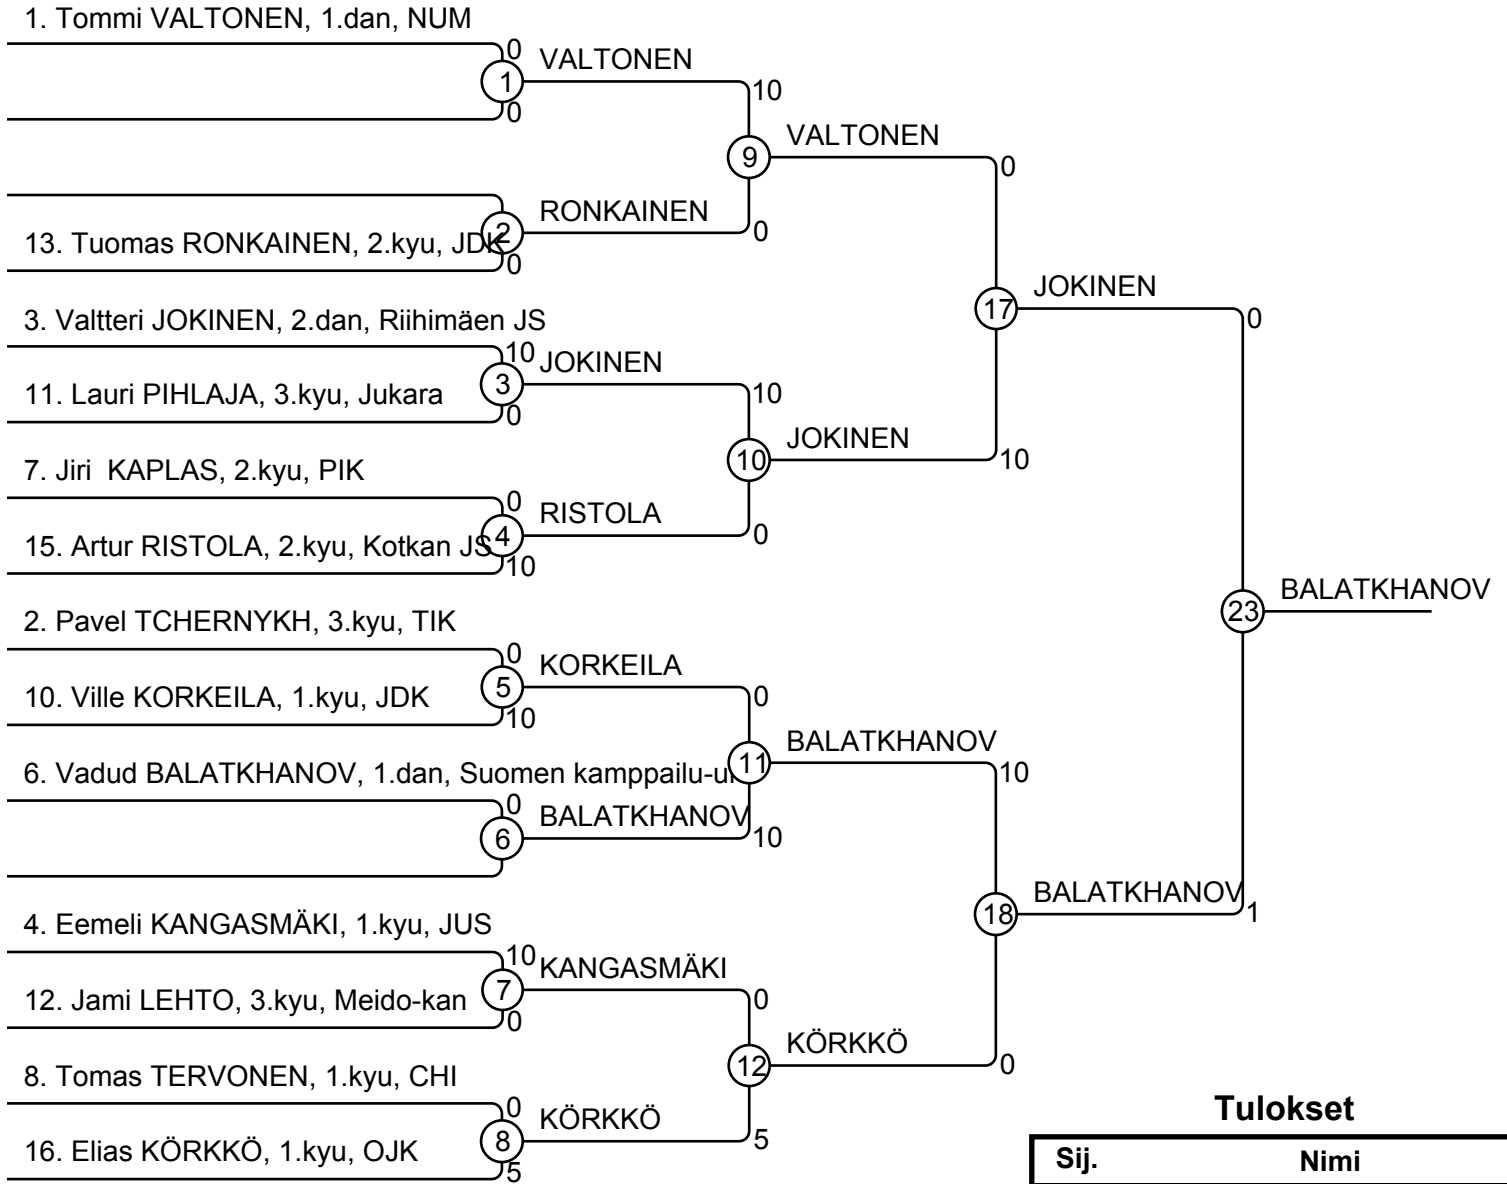 1. Tommi VALTONEN, 1.dan, NUM
0
VALTONEN
1
10
0
VALTONEN
9
0
RONKAINEN
2
0
13. Tuomas RONKAINEN, 2.kyu, JDK
0
JOKINEN
17
0
3. Valtteri JOKINEN, 2.dan, Riihimäen JS
10
JOKINEN
3
10
11. Lauri PIHLAJA, 3.kyu, Jukara
0
JOKINEN
10
10
7. Jiri KAPLAS, 2.kyu, PIK
0
RISTOLA
4
0
15. Artur RISTOLA, 2.kyu, Kotkan JS
10
BALATKHANOV
23
2. Pavel TCHERNYKH, 3.kyu, TIK
0
KORKEILA
5
0
10. Ville KORKEILA, 1.kyu, JDK
10
BALATKHANOV
11
10
6. Vadud BALATKHANOV, 1.dan, Suomen kamppailu-u
0
BALATKHANOV
6
10
BALATKHANOV
18
1
4. Eemeli KANGASMÄKI, 1.kyu, JUS
10
KANGASMÄKI
7
0
12. Jami LEHTO, 3.kyu, Meido-kan
0
KÖRKKÖ
12
0
8. Tomas TERVONEN, 1.kyu, CHI
0
KÖRKKÖ
8
5
16. Elias KÖRKKÖ, 1.kyu, OJK
5
Tulokset
Sij. Nimi